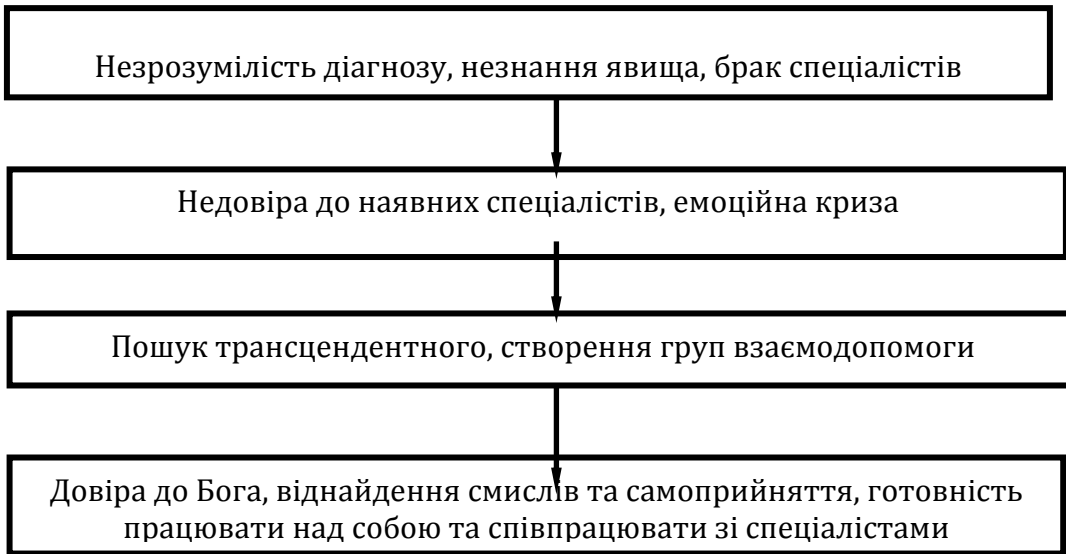 Незрозумілість діагнозу, незнання явища, брак спеціалістів
Недовіра до наявних спеціалістів, емоційна криза
Пошук трансцендентного, створення груп взаємодопомоги
Довіра до Бога, віднайдення смислів та самоприйняття, готовність
працювати над собою та співпрацювати зі спеціалістами